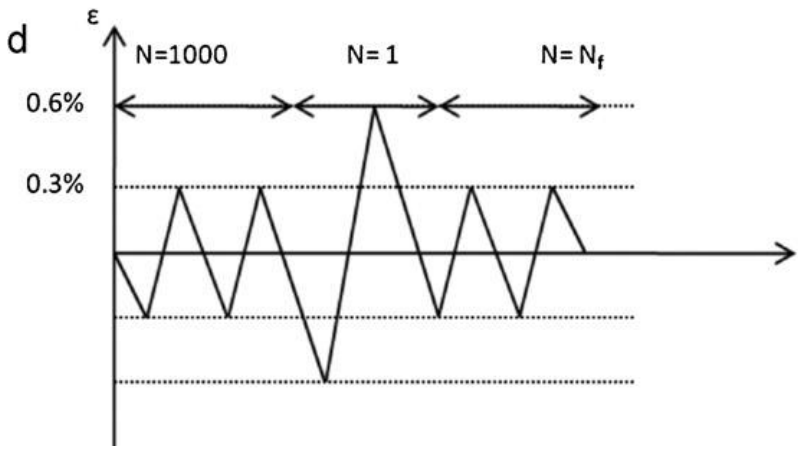 d
ε
N=1000 N= 1 N= Nf
0.6%
0.3%